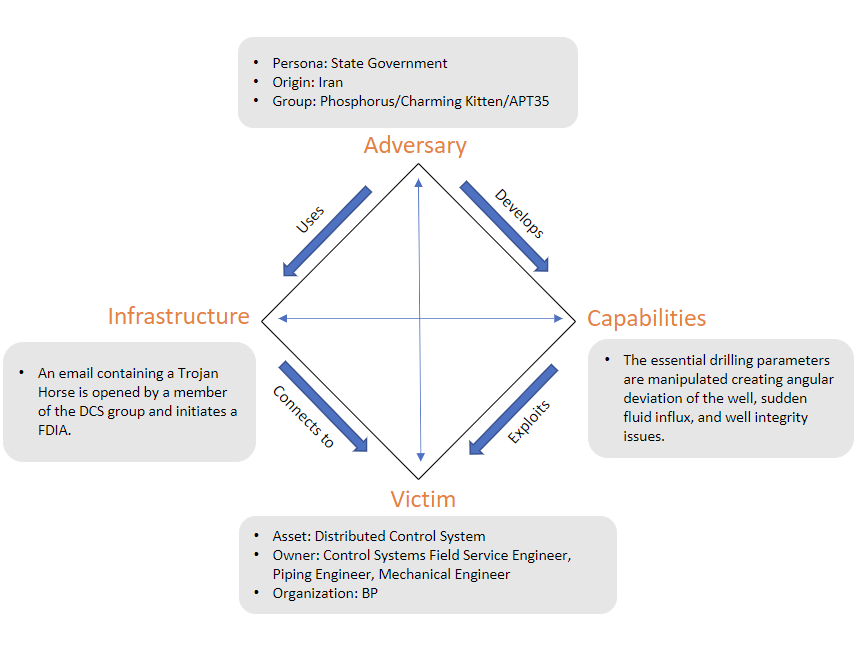 • Persona: State Government
• Origin: Iran
• Group: Phosphorus/Charming Kitten/APT35
Adversary
Uses
Develops
Infrastructure
Capabilities
• An email containing a Trojan
Horse is opened by a member
of the DCS group and initiates a
FDIA.
• The essential drilling parameters
are manipulated creating angular
deviation of the well, sudden
fluid influx, and well integrity
issues.
Connects to
Exploits
Victim
• Asset: Distributed Control System
• Owner: Control Systems Field Service Engineer,
Piping Engineer, Mechanical Engineer
• Organization: BP